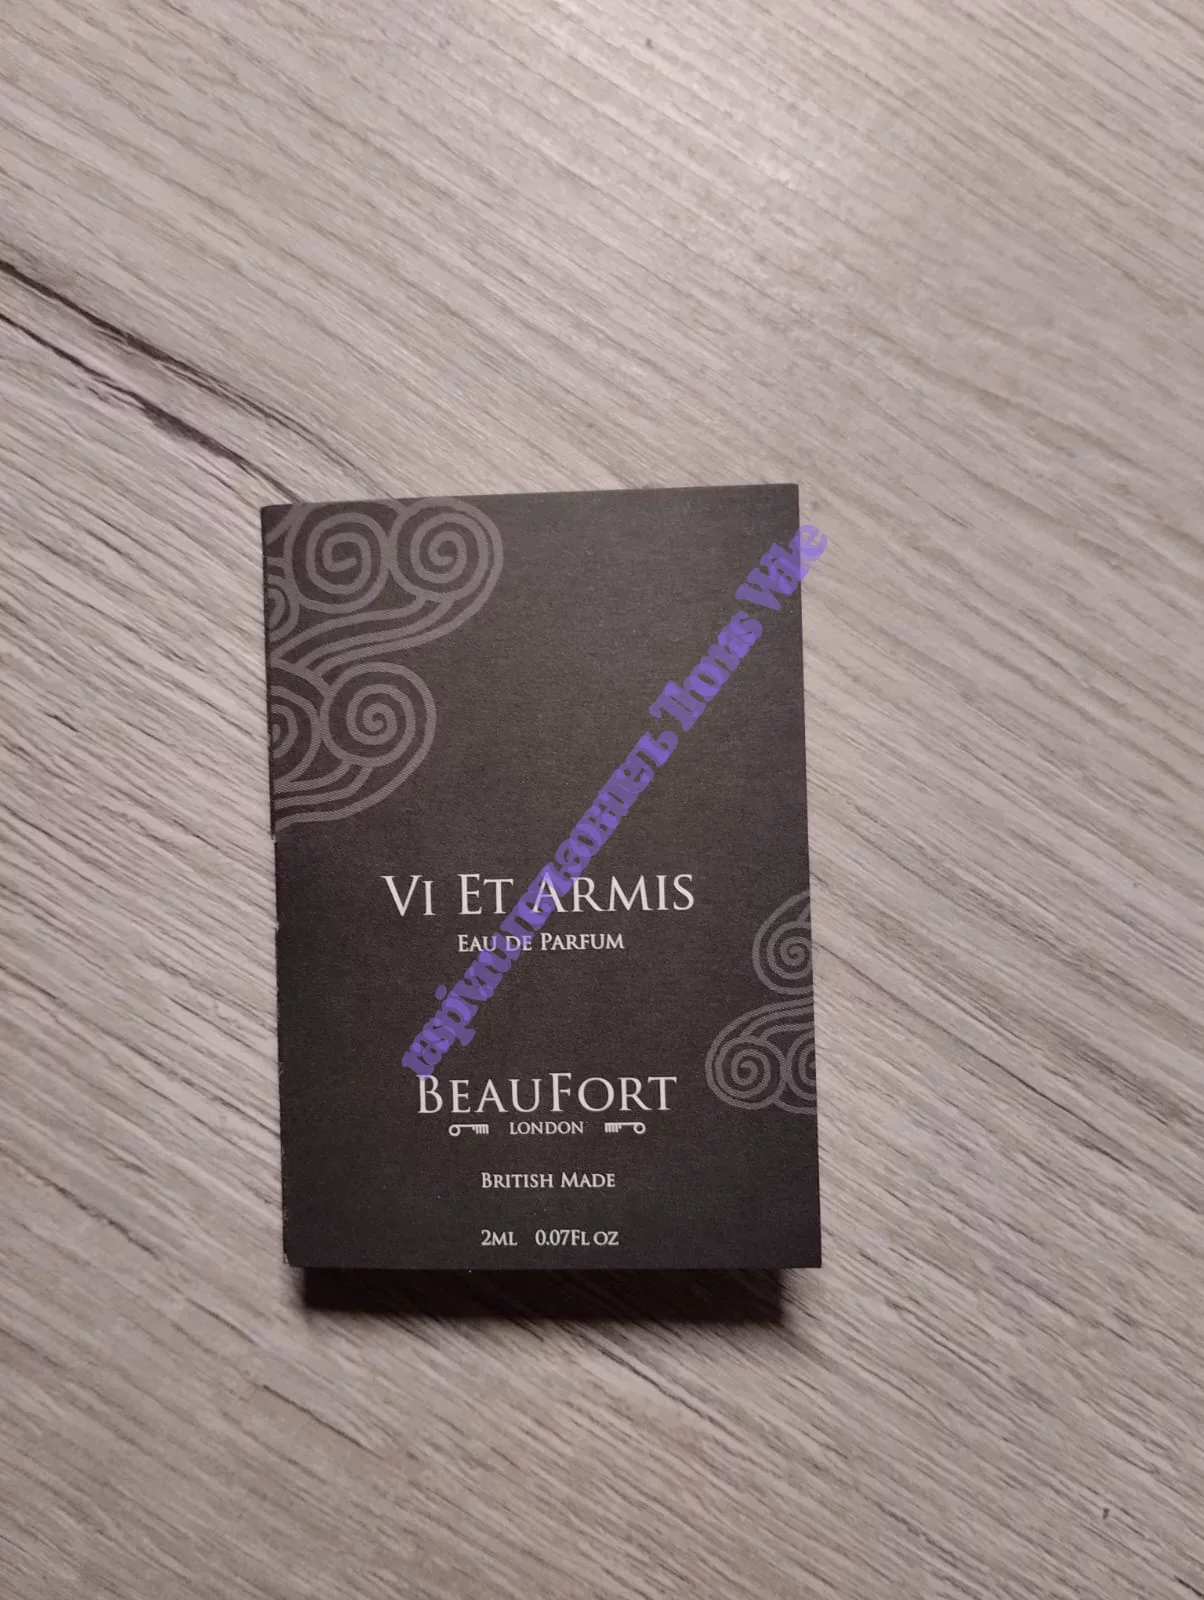 VI ET ARMIS
EAU DE PARFUM
BEAUFORT
LONDON
BRITISH MADE
2ML 0.07FL OZ